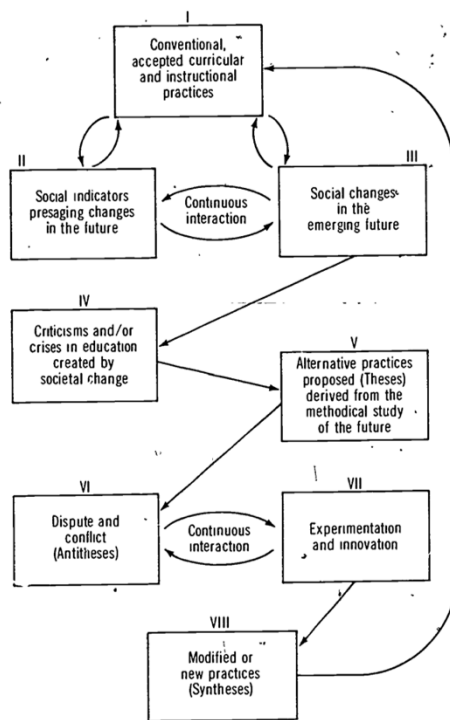 I
Conventional,
accepted curricular
and instructional
practices
II
Social indicators
presaging changes
in the future
Continuous
interaction
III
Social changes
in the
emerging future
IV
Criticisms and/or
crises in education
created by
societal change
V
Alternative practices
proposed (Theses)
derived from the
methodical study
of the future
VI
Dispute and
conflict
(Antitheses)
Continuous
interaction
VII
Experimentation
and innovation
VIII
Modified or
new practices
(Syntheses)